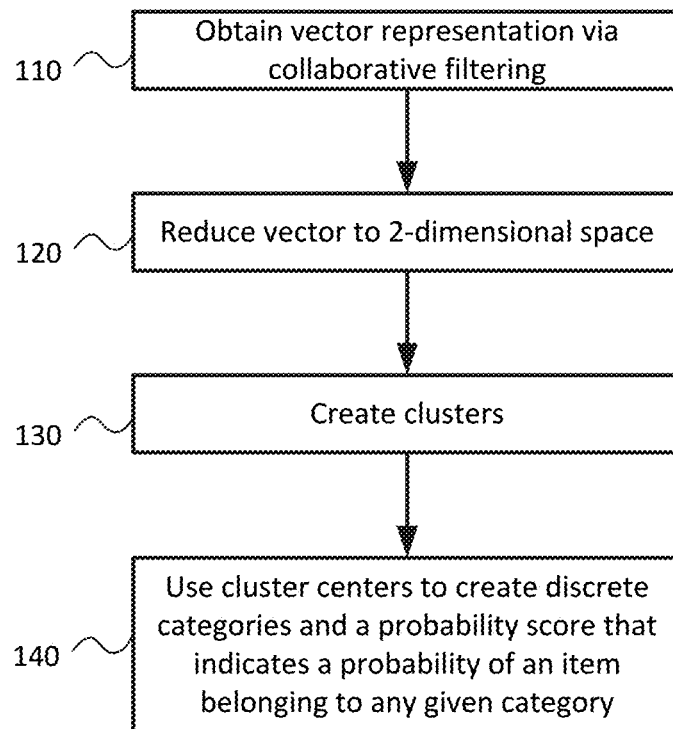 110
Obtain vector representation via
collaborative filtering
120
Reduce vector to 2-dimensional space
130
Create clusters
140
Use cluster centers to create discrete
categories and a probability score that
indicates a probability of an item
belonging to any given category